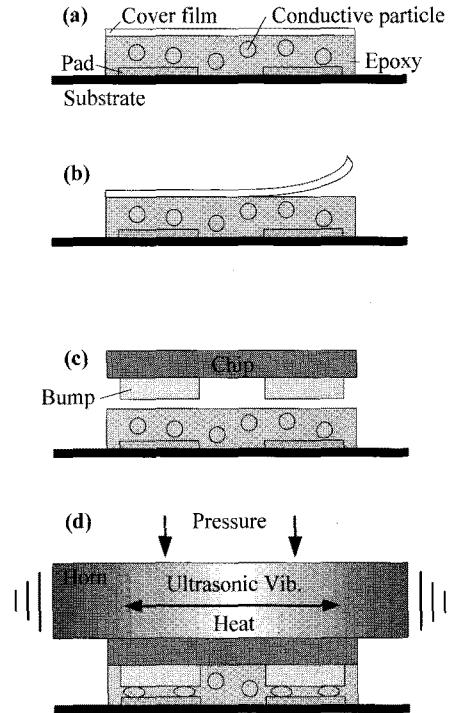 (a)
Cover film
Conductive particle
Pad
Epoxy
Substrate
(b)
(c)
Chip
Bump
(d)
Pressure
Horn
Ultrasonic Vib.
Heat